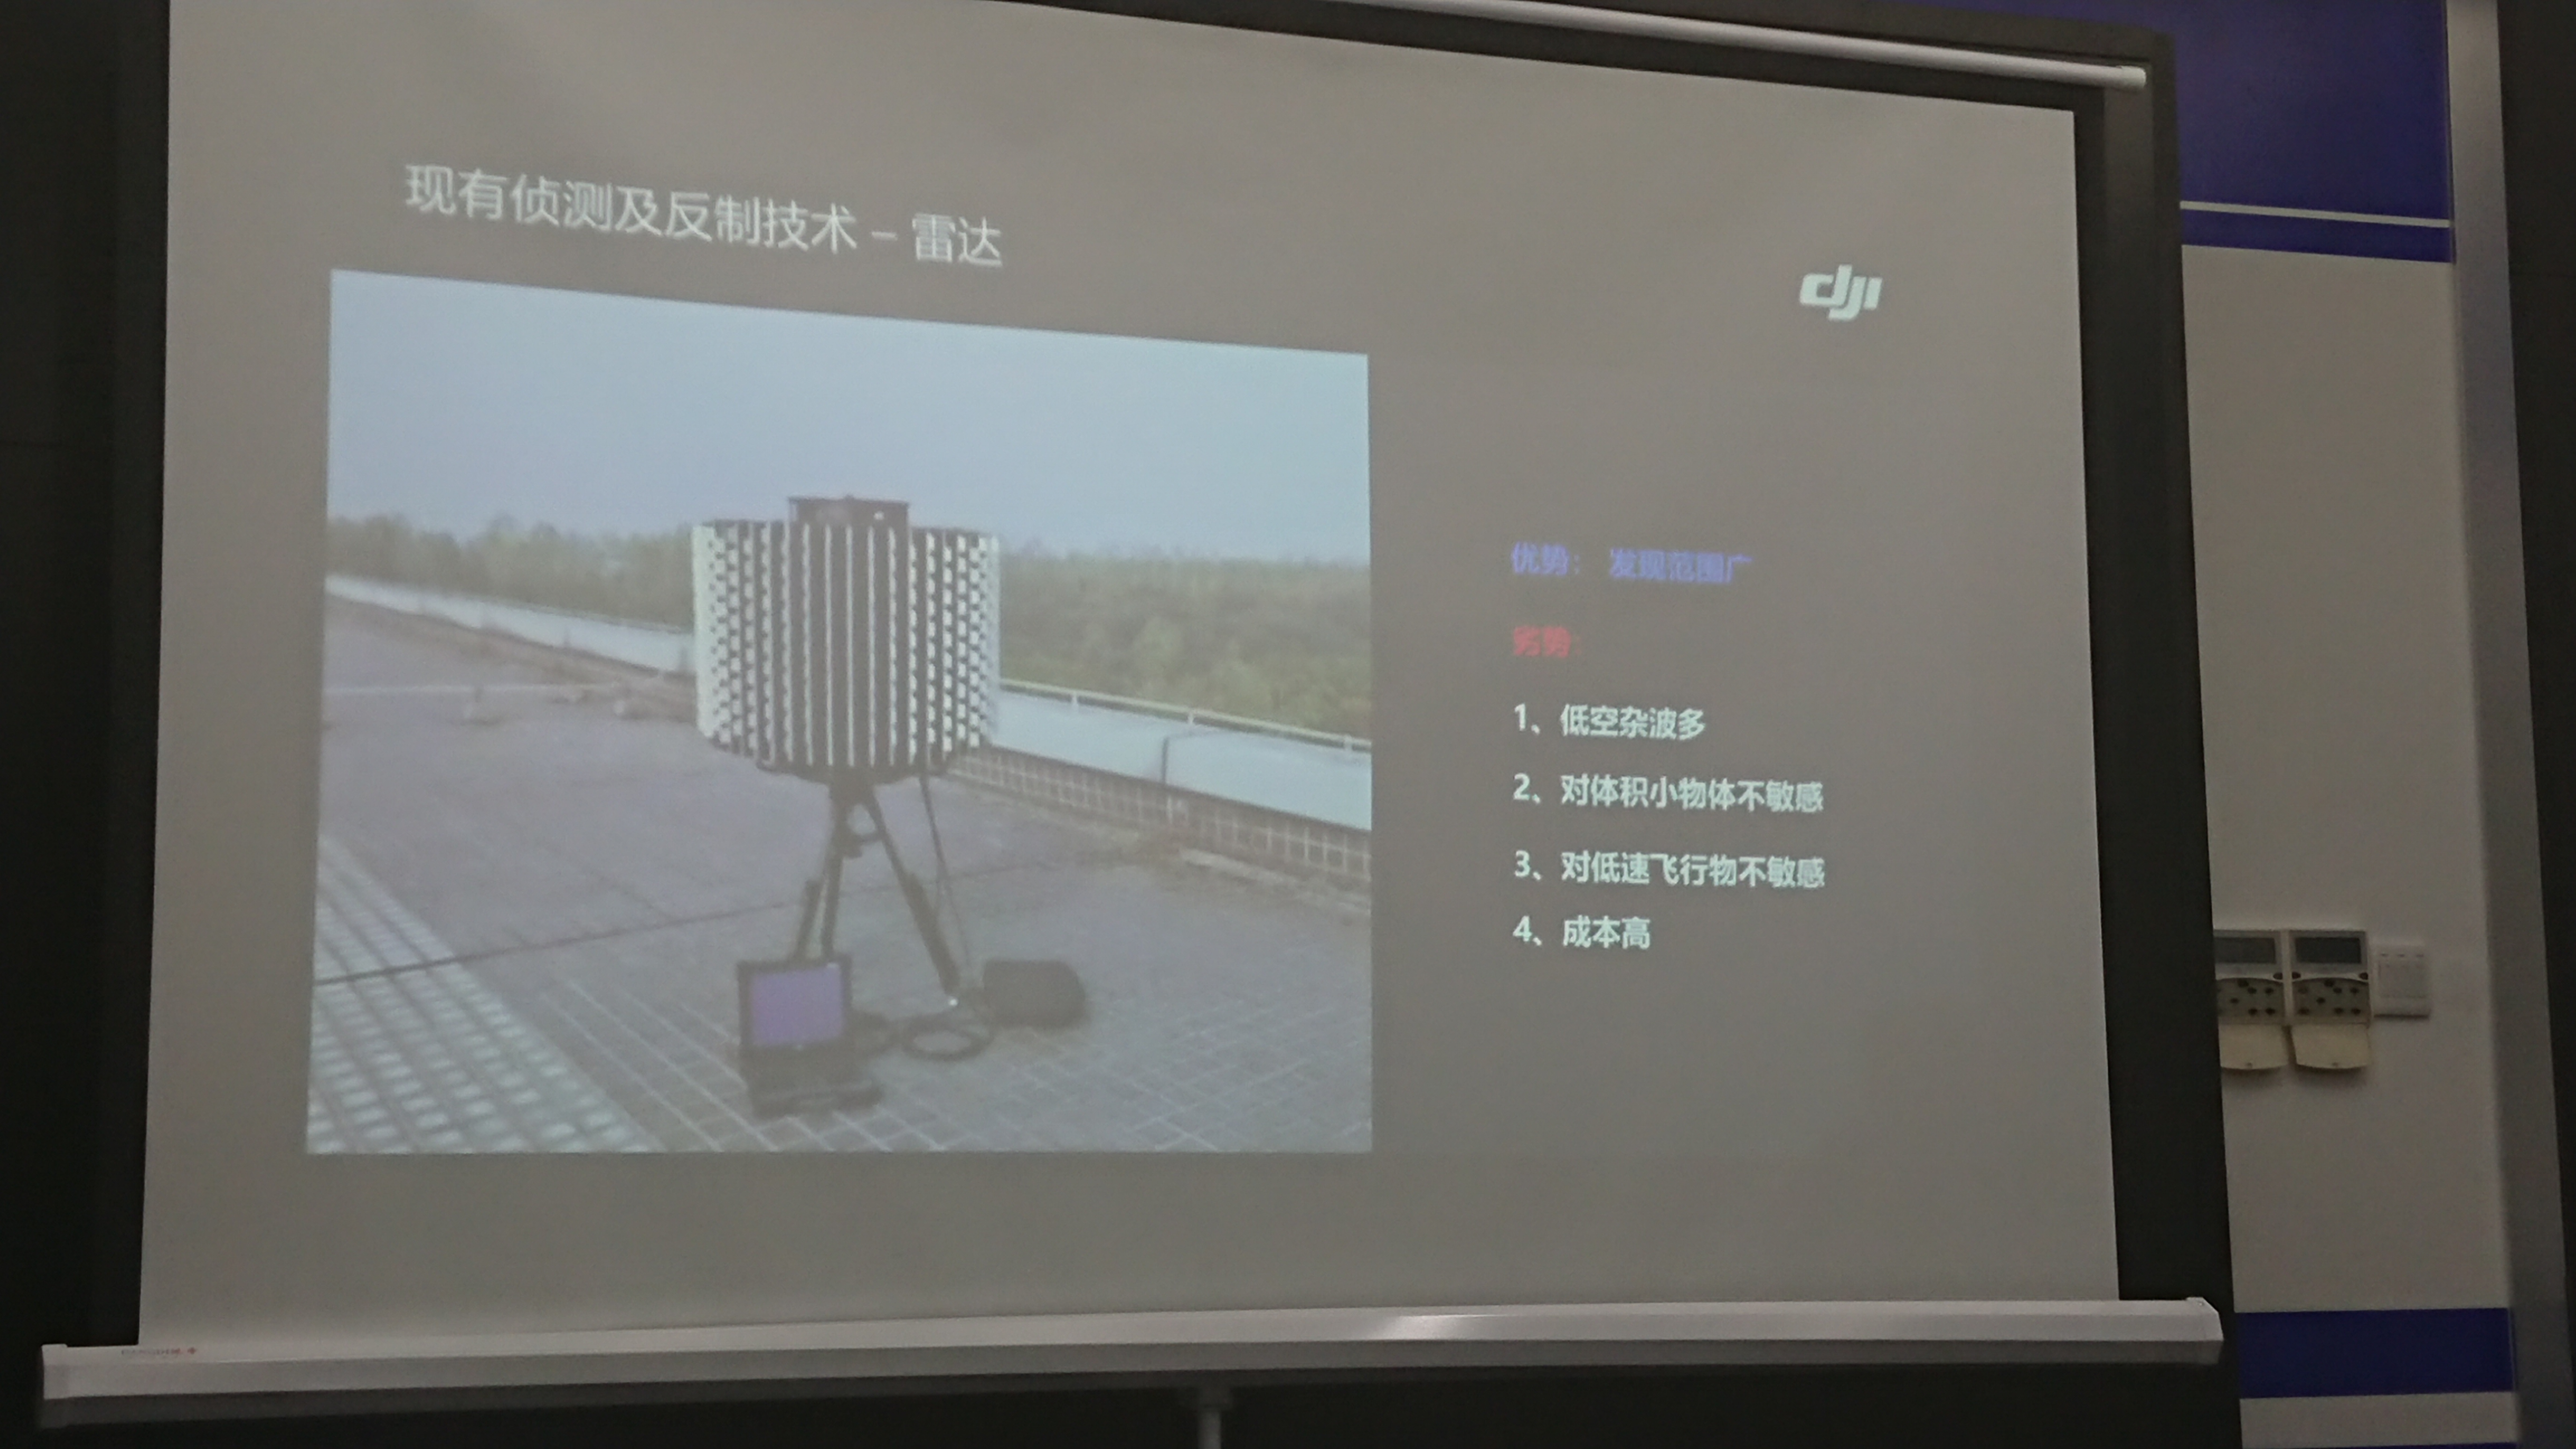 现有侦测及反制技术 – 雷达
dji
优势： 发现范围广
劣势：
1、低空杂波多
2、对体积小物体不敏感
3、对低速飞行物不敏感
4、成本高